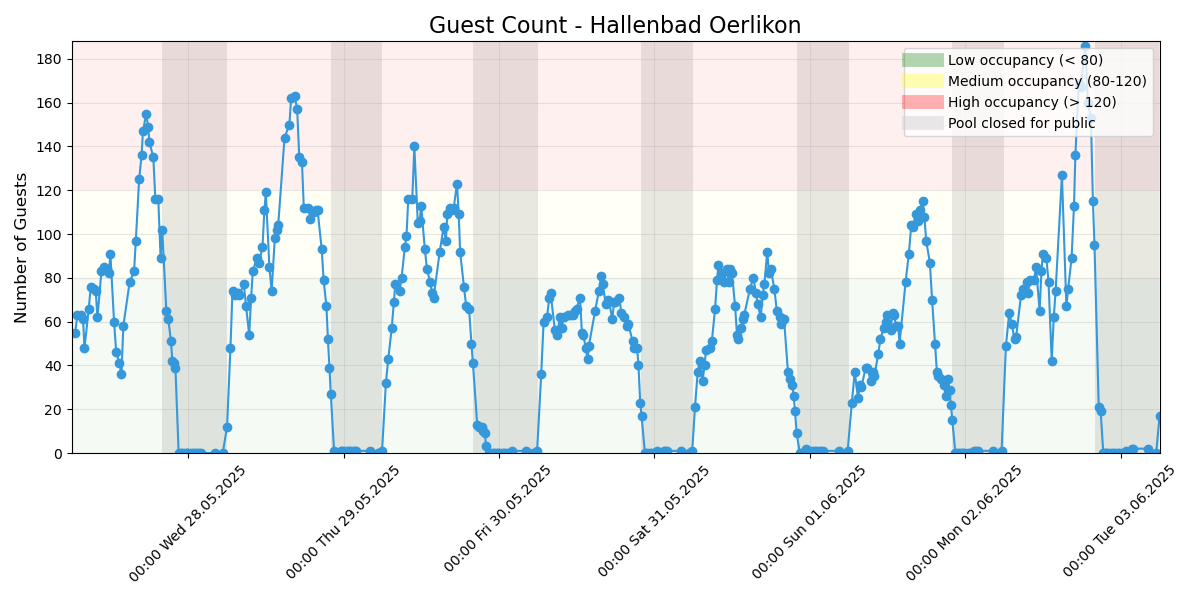 Guest Count - Hallenbad Oerlikon
Number of Guests
180
160
140
120
100
80
60
40
20
0
Low occupancy (< 80)
Medium occupancy (80-120)
High occupancy (> 120)
Pool closed for public
00:00 Wed 28.05.2025
00:00 Thu 29.05.2025
00:00 Fri 30.05.2025
00:00 Sat 31.05.2025
00:00 Sun 01.06.2025
00:00 Mon 02.06.2025
00:00 Tue 03.06.2025